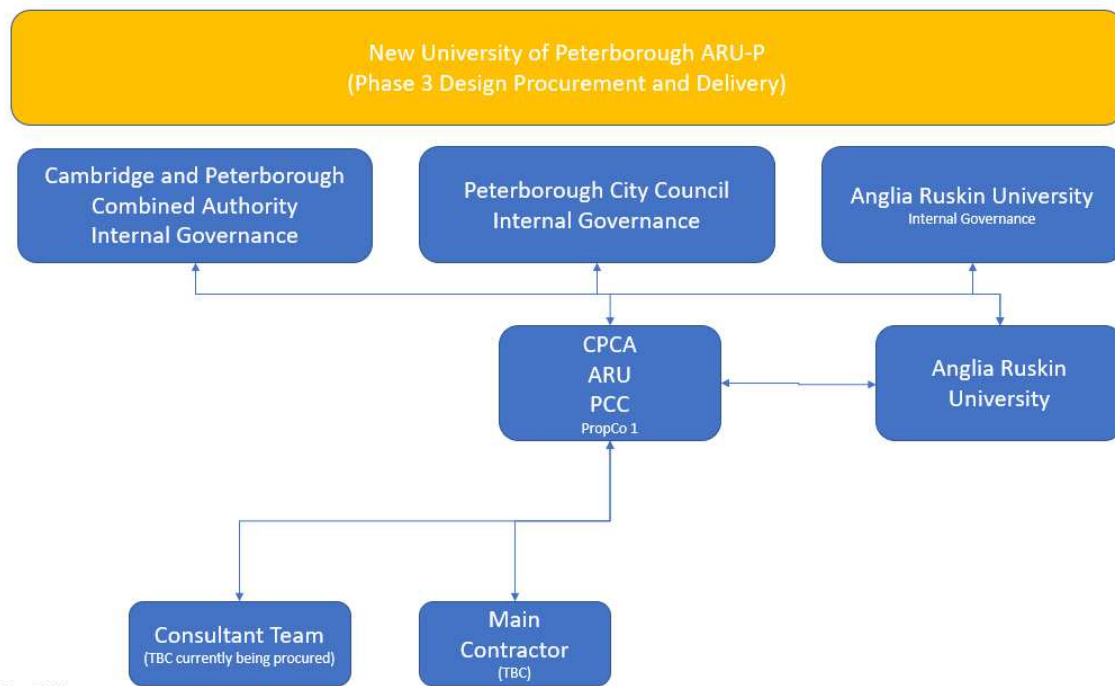 New University of Peterborough ARU-P
(Phase 3 Design Procurement and Delivery)
Cambridge and Peterborough
Combined Authority
Internal Governance
Peterborough City Council
Internal Governance
Anglia Ruskin University
Internal Governance
CPCA
ARU
PCC
PropCo 1
Anglia Ruskin
University
Consultant Team
(TBC currently being procured)
Main
Contractor
(TBC)